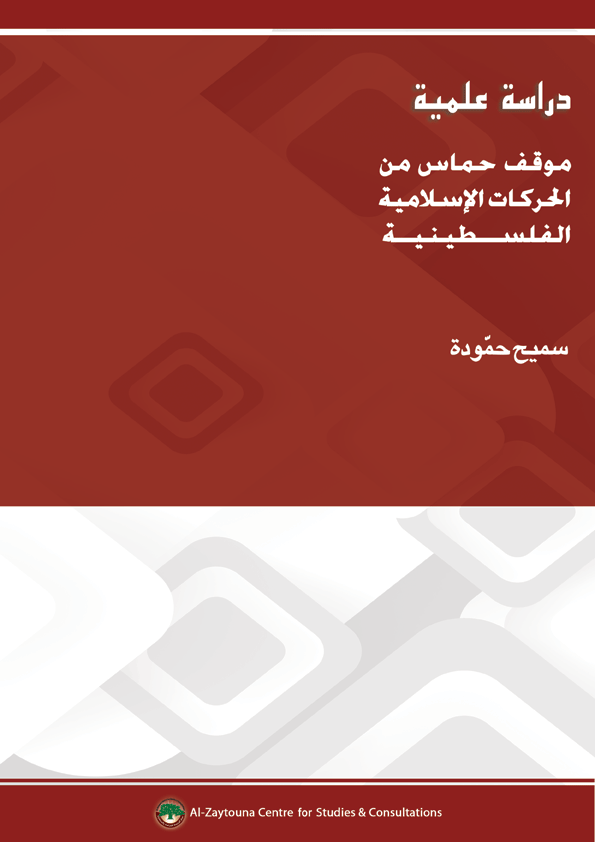 دراسة علمية
موقف حماس من
الحركات الإسلامية
الفلسطينية
سميح حمّودة
Al-Zaytouna Centre for Studies & Consultations